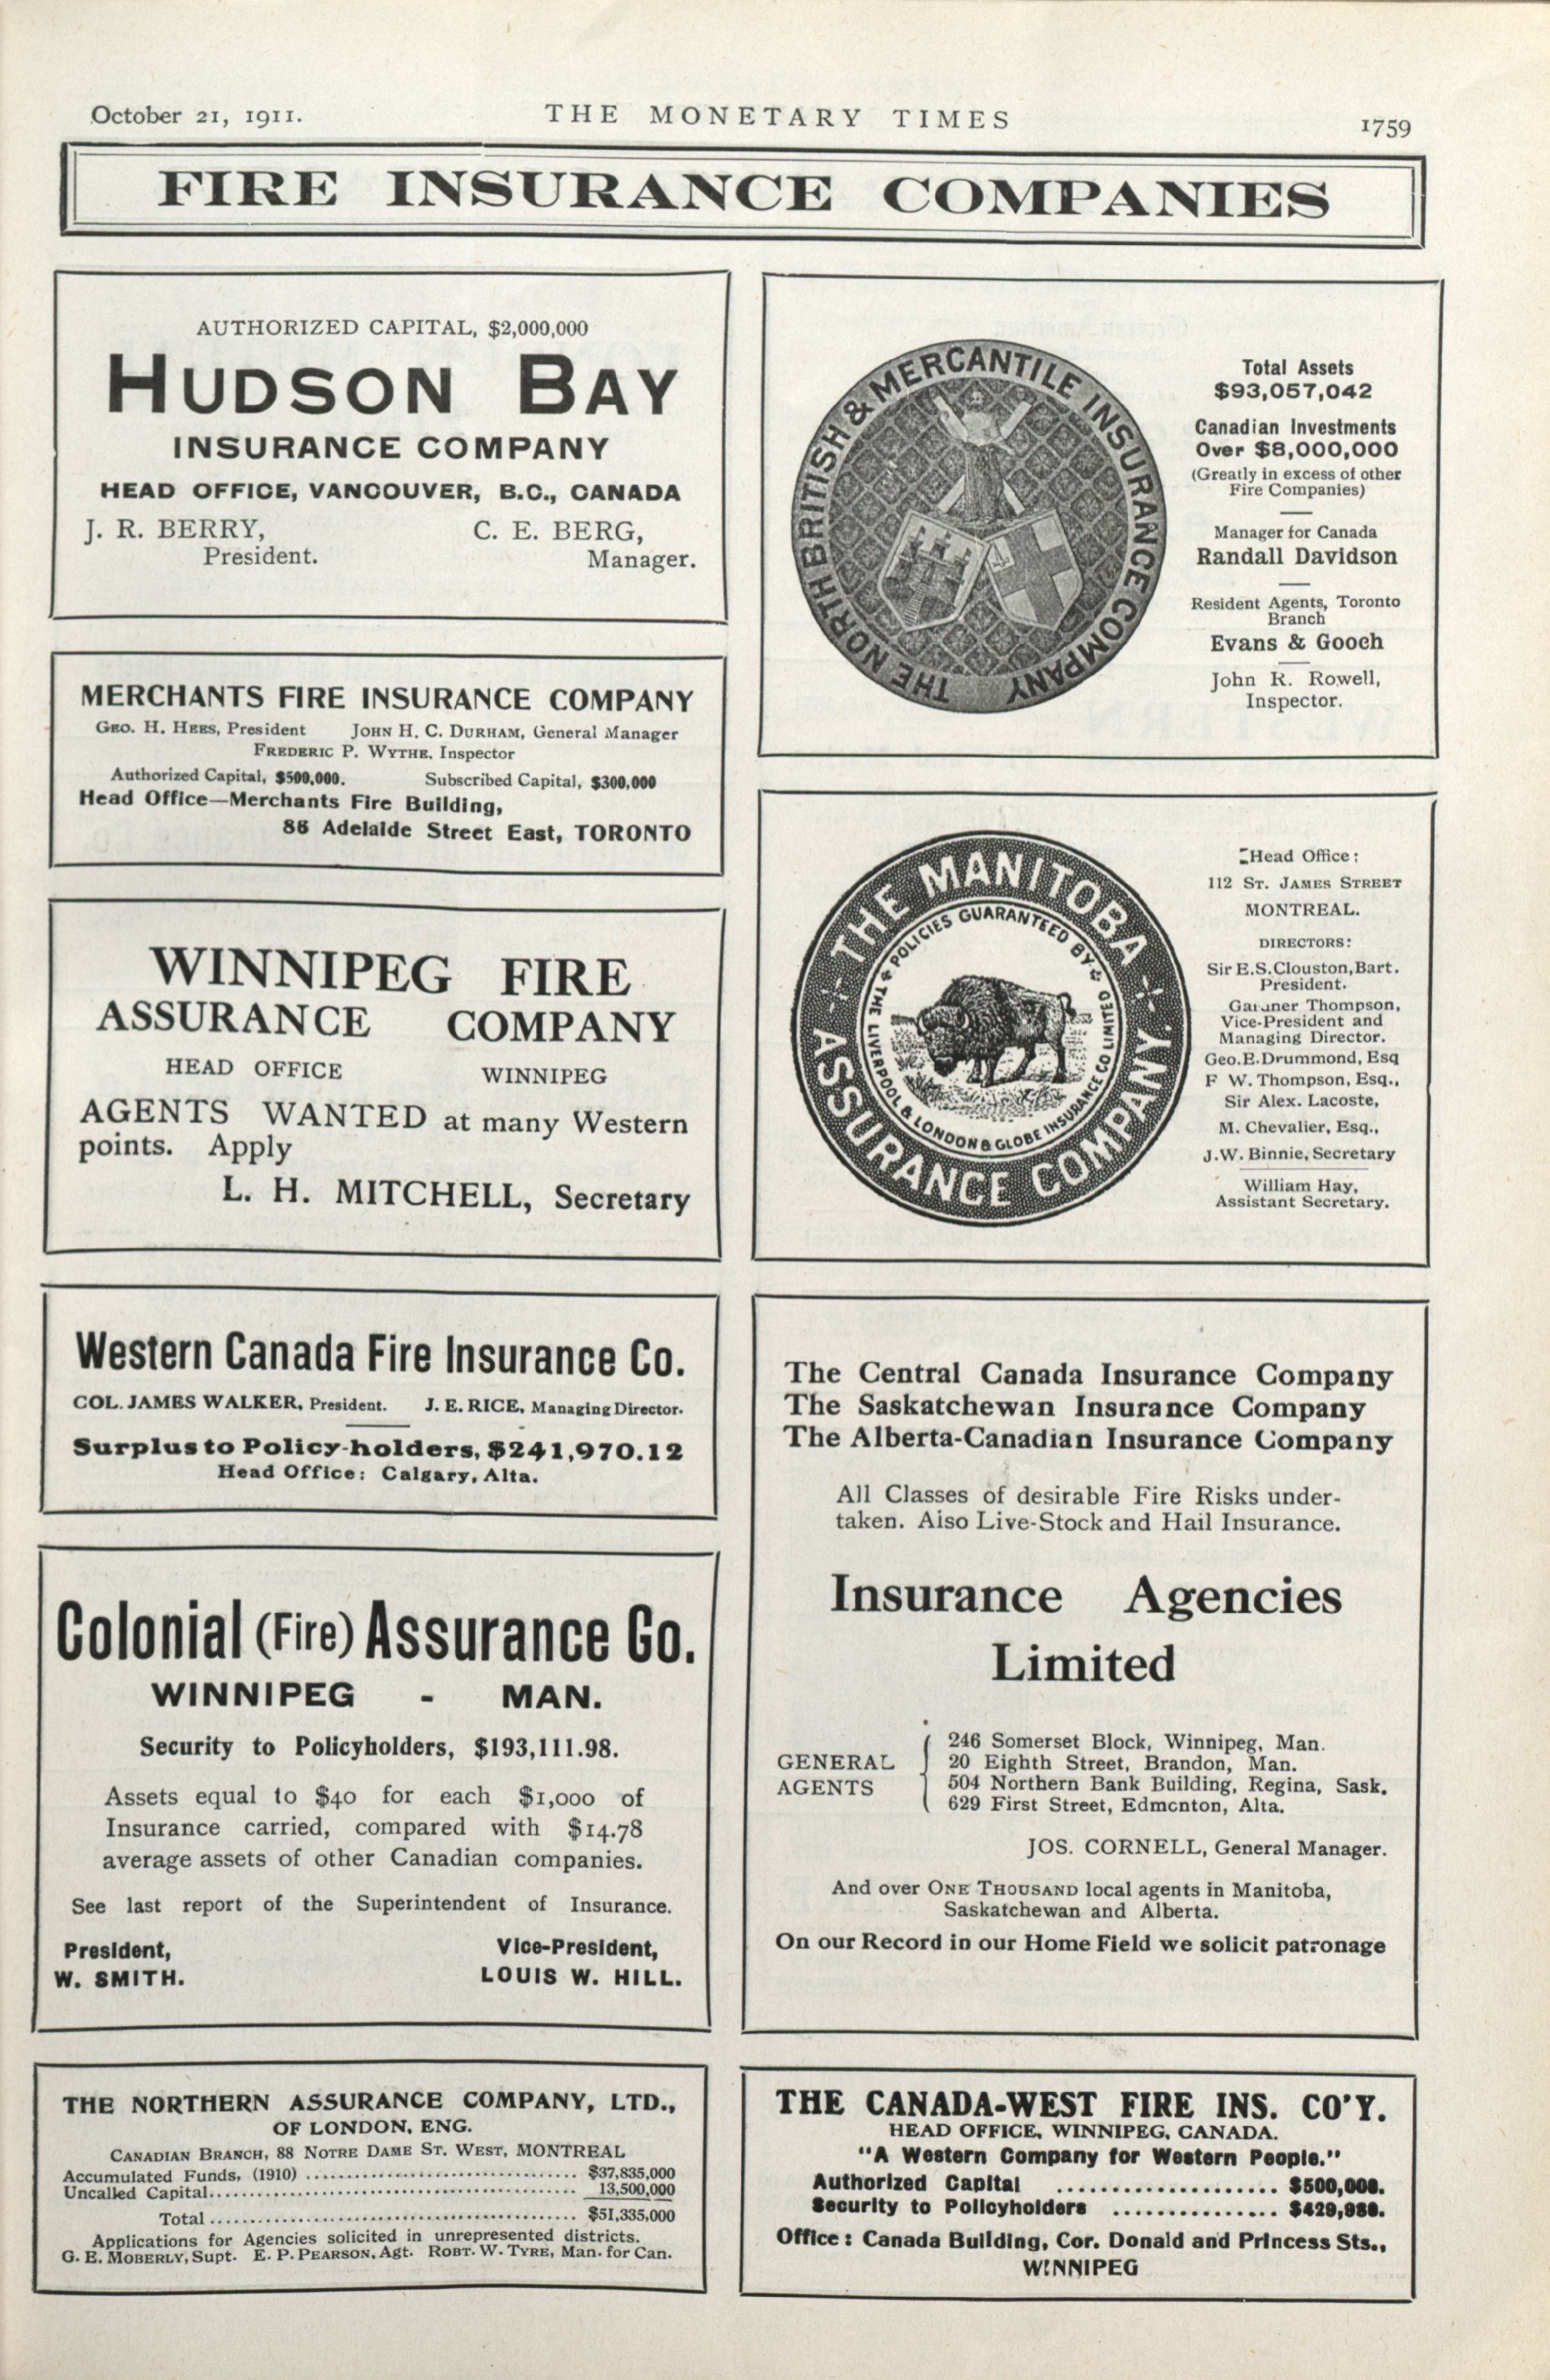 October 21, 1911.
THE MONETARY TIMES
1759
FIRE INSURANCE COMPANIES
AUTHORIZED CAPITAL, $2,000,000
HUDSON BAY
INSURANCE COMPANY
HEAD OFFICE, VANCOUVER, B.C., CANADA
J. R. BERRY,
President.
C. E. BERG,
Manager.
MERCHANTS FIRE INSURANCE COMPANY
GEO. H. HEES, President JOHN H. C. DURHAM, General Manager
FREDERIC P. WYTHE, Inspector
Authorized Capital, $500,000. Subscribed Capital, $300,000
Head Office—Merchants Fire Building,
86 Adelaide Street East, TORONTO
WINNIPEG FIRE
ASSURANCE COMPANY
HEAD OFFICE WINNIPEG
AGENTS WANTED at many Western
points. Apply
L. H. MITCHELL, Secretary
Western Canada Fire Insurance Co.
COL. JAMES WALKER, President. J. E. RICE, Managing Director.
Surplus to Policy-holders, $241,970.12
Head Office: Calgary, Alta.
Colonial (Fire) Assurance Co.
WINNIPEG - MAN.
Security to Policyholders, $193,111.98.
Assets equal to $40 for each $1,000 of
Insurance carried, compared with $14.78
average assets of other Canadian companies.
See last report of the Superintendent of Insurance.
President,
W. SMITH.
Vice-President,
LOUIS W. HILL.
THE NORTHERN ASSURANCE COMPANY, LTD.,
OF LONDON, ENG.
CANADIAN BRANCH, 88 NOTRE DAME ST. WEST, MONTREAL
Accumulated Funds, (1910) .......... $37,835,000
Uncalled Capital .......... 13,500,000
Total .......... $51,335,000
Applications for Agencies solicited in unrepresented districts.
G. E. MOBERLY, Supt. E. P. PEARSON, Agt. ROBT. W. TYRE, Man. for Can.
THE NORTH BRITISH & MERCANTILE INSURANCE COMPANY
Total Assets
$93,057,042
Canadian Investments
Over $8,000,000
(Greatly in excess of other
Fire Companies)
Manager for Canada
Randall Davidson
Resident Agents, Toronto
Branch
Evans & Gooch
John R. Rowell,
Inspector.
THE MANITOBA ASSURANCE COMPANY.
POLICIES GUARANTEED BY
THE LIVERPOOL & LONDON & GLOBE INSURANCE CO LIMITED
Head Office:
112 ST. JAMES STREET
MONTREAL.
DIRECTORS:
Sir E.S. Clouston, Bart.
President.
Gardner Thompson,
Vice-President and
Managing Director.
Geo. E. Drummond, Esq
F W. Thompson, Esq.,
Sir Alex. Lacoste,
M. Chevalier, Esq.,
J.W. Binnie, Secretary
William Hay,
Assistant Secretary.
The Central Canada Insurance Company
The Saskatchewan Insurance Company
The Alberta-Canadian Insurance Company
All Classes of desirable Fire Risks under-
taken. Also Live-Stock and Hail Insurance.
Insurance Agencies
Limited
GENERAL
AGENTS
246 Somerset Block, Winnipeg, Man.
20 Eighth Street, Brandon, Man.
504 Northern Bank Building, Regina, Sask.
629 First Street, Edmonton, Alta.
JOS. CORNELL, General Manager.
And over ONE THOUSAND local agents in Manitoba,
Saskatchewan and Alberta.
On our Record in our Home Field we solicit patronage
THE CANADA-WEST FIRE INS. CO'Y.
HEAD OFFICE, WINNIPEG, CANADA.
"A Western Company for Western People."
Authorized Capital .......... $500,000.
Security to Policyholders ..........
Office: Canada Building, Cor. Donald and Princess Sts.,
WINNIPEG